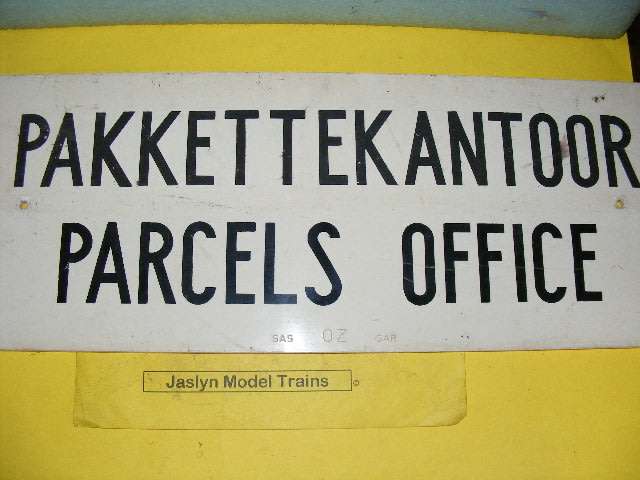 PAKKETTEKANTOOR
PARCELS OFFICE
SAS OZ SAR
Jaslyn Model Trains